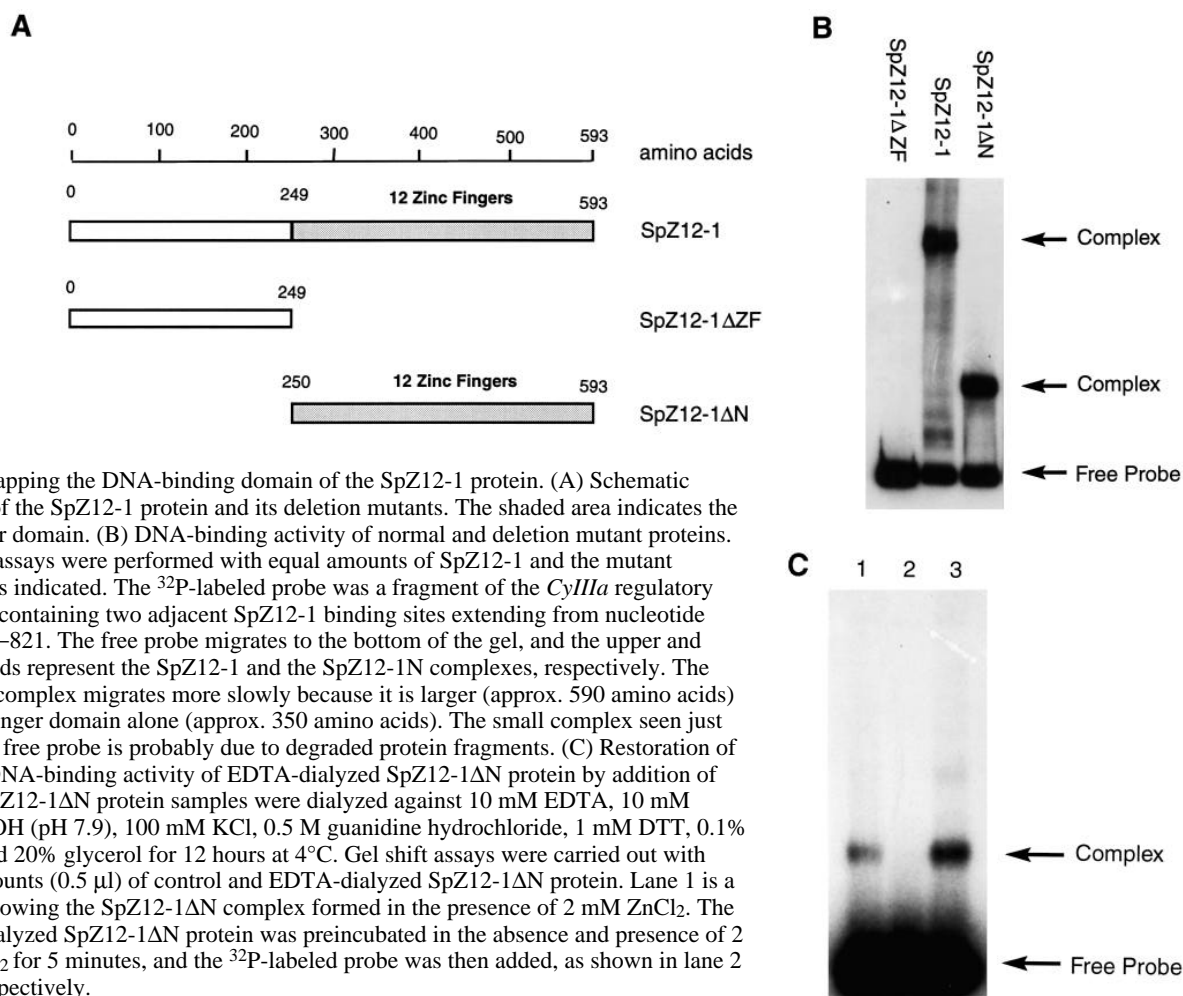 A
0 100 200 300 400 500 593
amino acids
0 249 12 Zinc Fingers 593
SpZ12-1
0 249
SpZ12-1ΔZF
250 12 Zinc Fingers 593
SpZ12-1ΔN
B
SpZ12-1ΔZF
SpZ12-1
SpZ12-1ΔN
Complex
Complex
Free Probe
C
1 2 3
Complex
Free Probe
apping the DNA-binding domain of the SpZ12-1 protein. (A) Schematic
of the SpZ12-1 protein and its deletion mutants. The shaded area indicates the
r domain. (B) DNA-binding activity of normal and deletion mutant proteins.
assays were performed with equal amounts of SpZ12-1 and the mutant
s indicated. The 32P-labeled probe was a fragment of the CyIIIa regulatory
containing two adjacent SpZ12-1 binding sites extending from nucleotide
–821. The free probe migrates to the bottom of the gel, and the upper and
ds represent the SpZ12-1 and the SpZ12-1N complexes, respectively. The
complex migrates more slowly because it is larger (approx. 590 amino acids)
nger domain alone (approx. 350 amino acids). The small complex seen just
free probe is probably due to degraded protein fragments. (C) Restoration of
DNA-binding activity of EDTA-dialyzed SpZ12-1ΔN protein by addition of
Z12-1ΔN protein samples were dialyzed against 10 mM EDTA, 10 mM
OH (pH 7.9), 100 mM KCl, 0.5 M guanidine hydrochloride, 1 mM DTT, 0.1%
d 20% glycerol for 12 hours at 4°C. Gel shift assays were carried out with
ounts (0.5 μl) of control and EDTA-dialyzed SpZ12-1ΔN protein. Lane 1 is a
owing the SpZ12-1ΔN complex formed in the presence of 2 mM ZnCl2. The
alyzed SpZ12-1ΔN protein was preincubated in the absence and presence of 2
2 for 5 minutes, and the 32P-labeled probe was then added, as shown in lane 2
pectively.